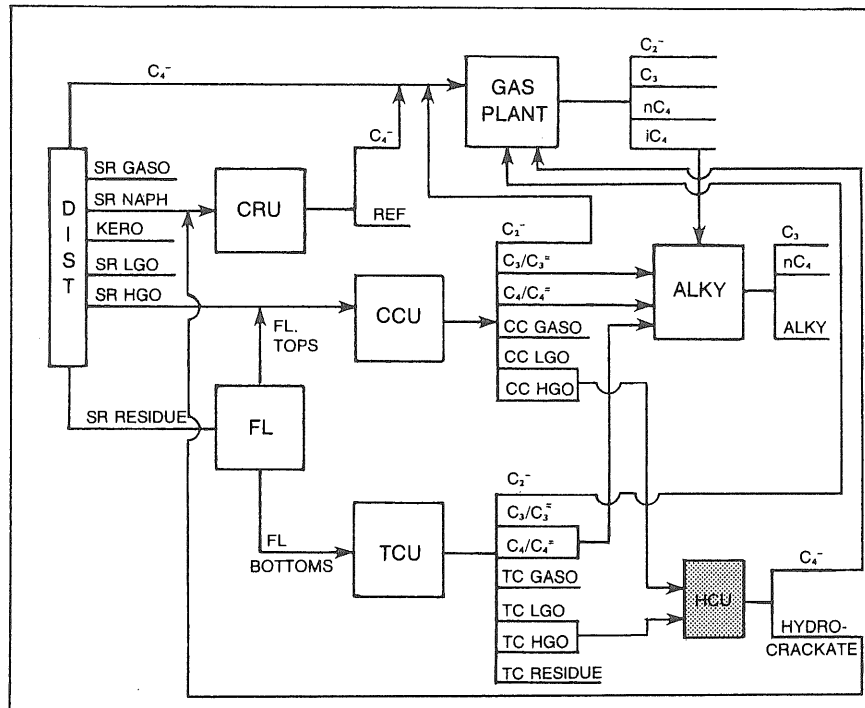 C₄⁻
GAS
PLANT
C₂⁻
C₃
nC₄
iC₄
D
I
S
T
SR GASO
SR NAPH
KERO
SR LGO
SR HGO
SR RESIDUE
CRU
C₄⁻
REF
FL.
TOPS
CCU
C₂⁻
C₃/C₃⁼
C₄/C₄⁼
CC GASO
CC LGO
CC HGO
ALKY
C₃
nC₄
ALKY
FL
FL
BOTTOMS
TCU
C₂⁻
C₃/C₃⁼
C₄/C₄⁼
TC GASO
TC LGO
TC HGO
TC RESIDUE
HCU
C₄⁻
HYDRO-
CRACKATE